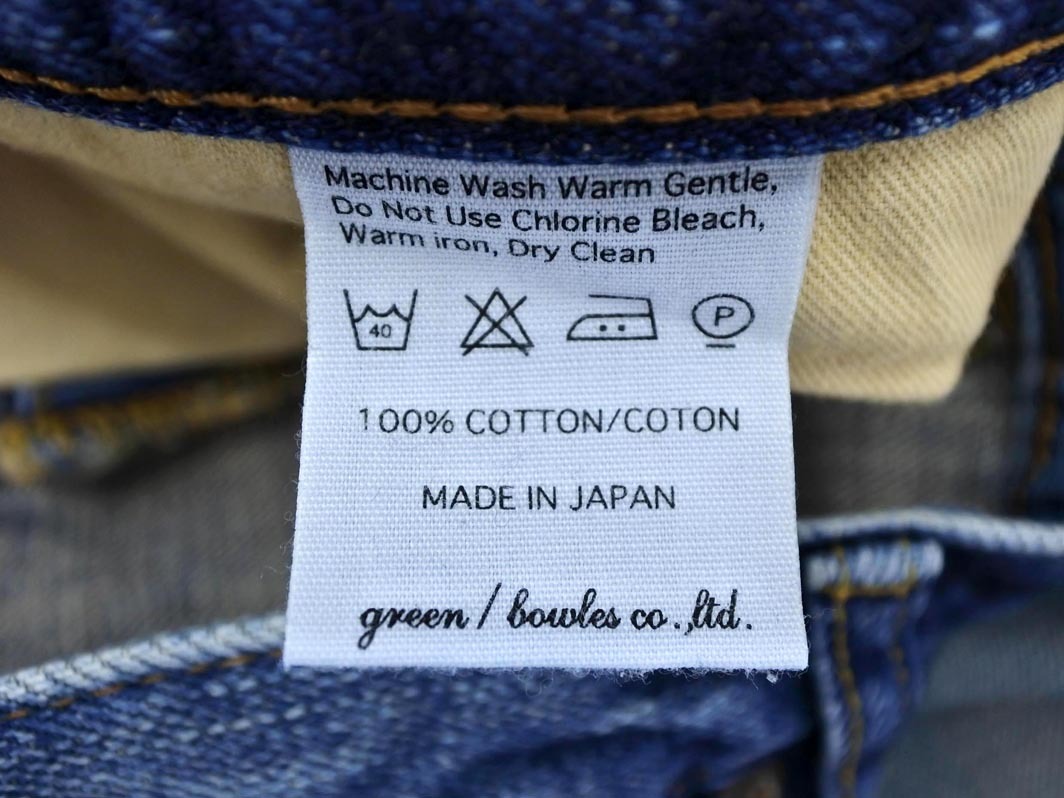 Machine Wash Warm Gentle,
Do Not Use Chlorine Bleach,
Warm iron, Dry Clean
40 P
100% COTTON/COTON
MADE IN JAPAN
green / bowles co.,ltd.